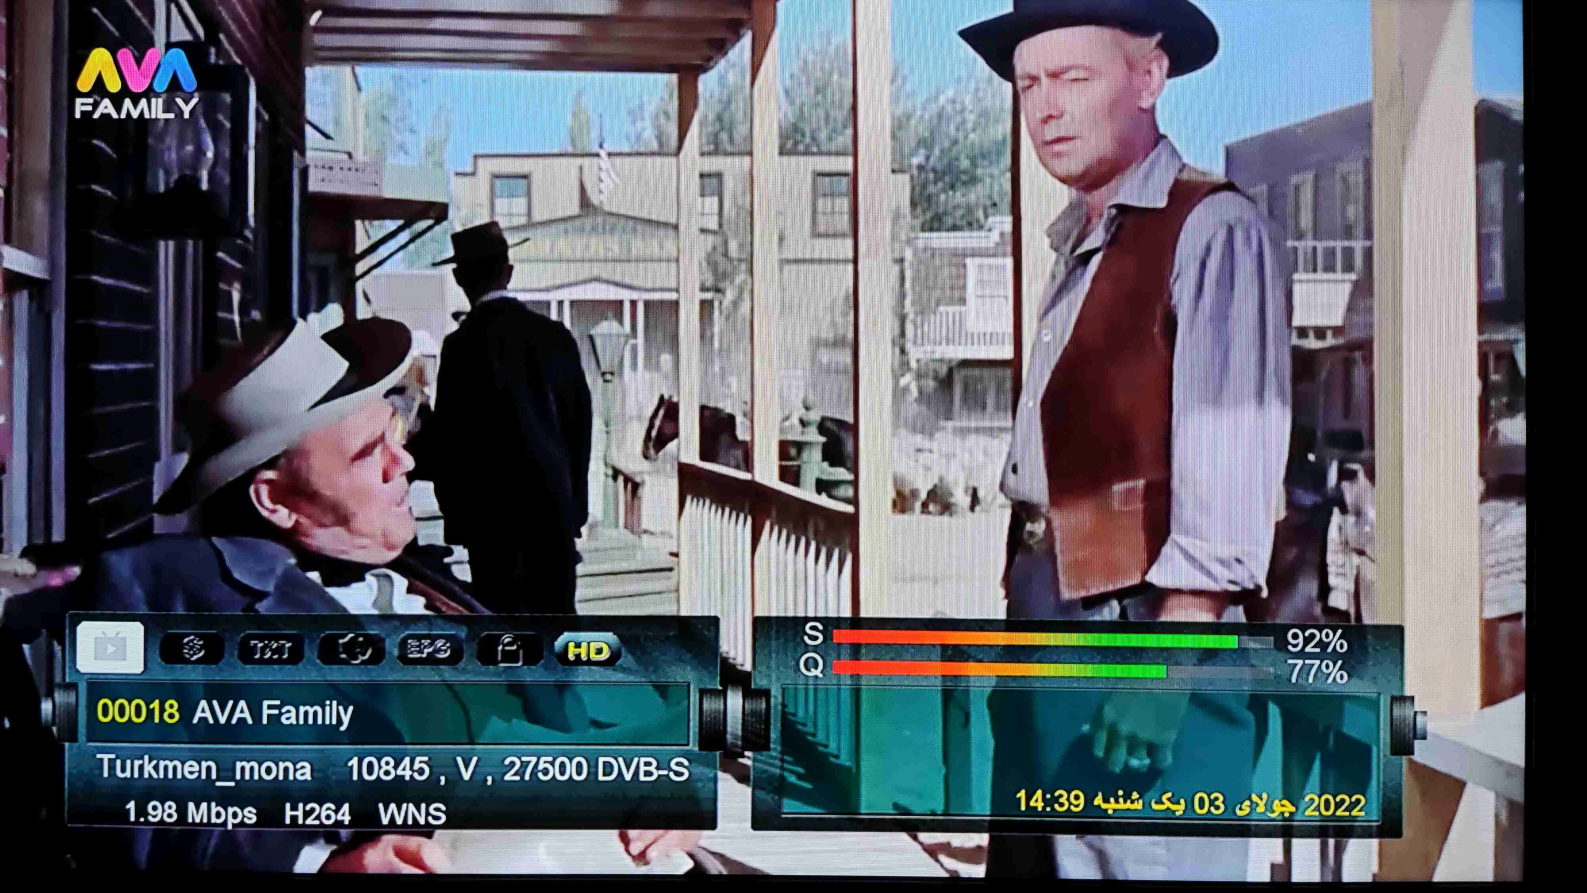 AVA
FAMILY
$ TXT EPG HD
S 92%
Q 77%
00018 AVA Family
Turkmen_mona 10845 , V , 27500 DVB-S
1.98 Mbps H264 WNS
2022 جولای 03 یک شنبه 14:39